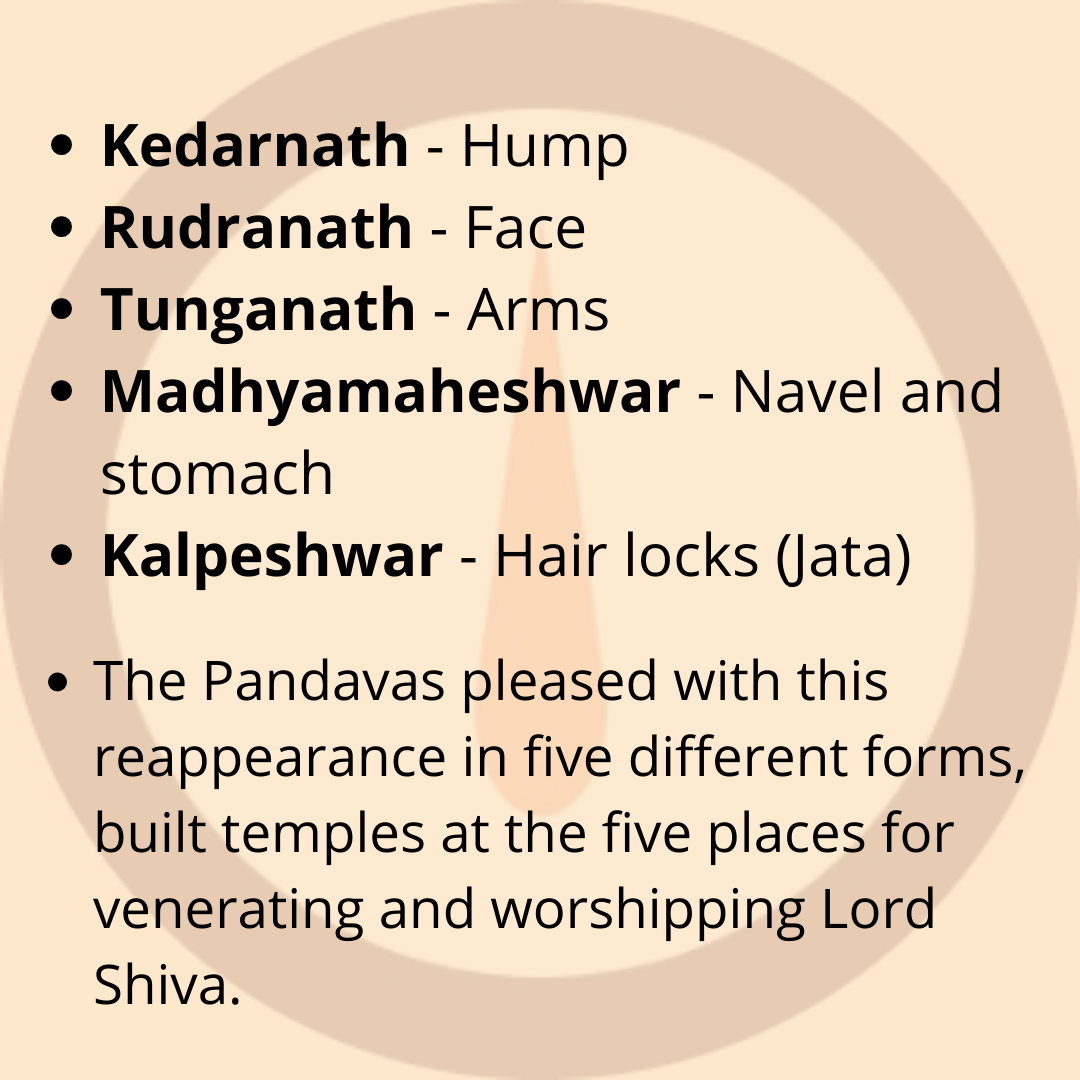 • Kedarnath - Hump
• Rudranath - Face
• Tunganath - Arms
• Madhyamaheshwar - Navel and
stomach
• Kalpeshwar - Hair locks (Jata)
• The Pandavas pleased with this
reappearance in five different forms,
built temples at the five places for
venerating and worshipping Lord
Shiva.